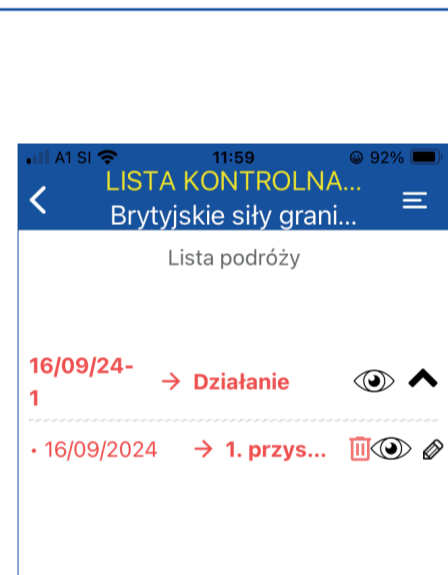 A1 SI 11:59 92%
LISTA KONTROLNA...
Brytyjskie siły grani...
Lista podróży
16/09/24-1 → Działanie
• 16/09/2024 → 1. przys...